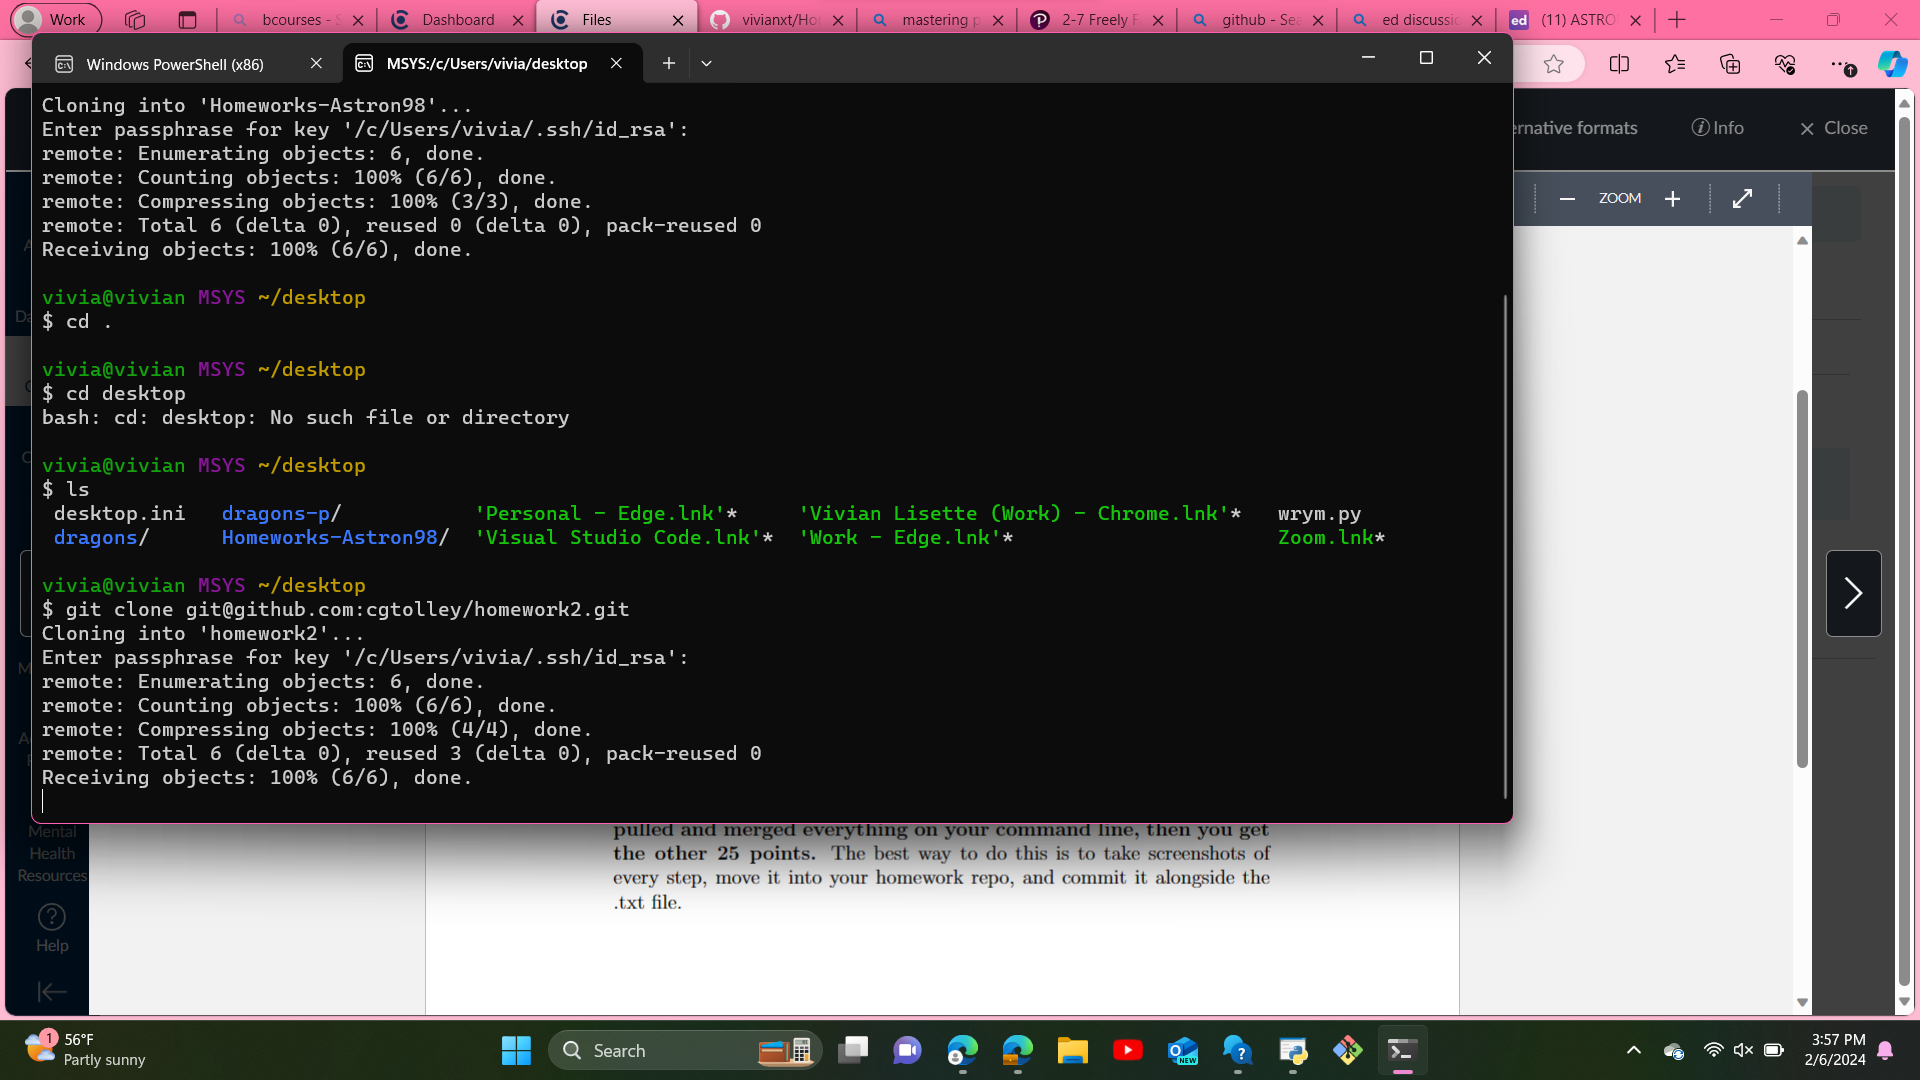 Work
bcourses - S
Dashboard
Files
vivianxt/Ho
mastering p
2-7 Freely F
github - Sea
ed discussio
ed (11) ASTRO
Windows PowerShell (x86)
MSYS:/c/Users/vivia/desktop
Cloning into 'Homeworks-Astron98'...
Enter passphrase for key '/c/Users/vivia/.ssh/id_rsa':
remote: Enumerating objects: 6, done.
remote: Counting objects: 100% (6/6), done.
remote: Compressing objects: 100% (3/3), done.
remote: Total 6 (delta 0), reused 0 (delta 0), pack-reused 0
Receiving objects: 100% (6/6), done.
vivia@vivian MSYS ~/desktop
$ cd .
vivia@vivian MSYS ~/desktop
$ cd desktop
bash: cd: desktop: No such file or directory
vivia@vivian MSYS ~/desktop
$ ls
desktop.ini dragons-p/ 'Personal - Edge.lnk'* 'Vivian Lisette (Work) - Chrome.lnk'* wrym.py
dragons/ Homeworks-Astron98/ 'Visual Studio Code.lnk'* 'Work - Edge.lnk'* Zoom.lnk*
vivia@vivian MSYS ~/desktop
$ git clone git@github.com:cgtolley/homework2.git
Cloning into 'homework2'...
Enter passphrase for key '/c/Users/vivia/.ssh/id_rsa':
remote: Enumerating objects: 6, done.
remote: Counting objects: 100% (6/6), done.
remote: Compressing objects: 100% (4/4), done.
remote: Total 6 (delta 0), reused 3 (delta 0), pack-reused 0
Receiving objects: 100% (6/6), done.
ernative formats
Info
Close
ZOOM
pulled and merged everything on your command line, then you get
the other 25 points. The best way to do this is to take screenshots of
every step, move it into your homework repo, and commit it alongside the
.txt file.
Mental
Health
Resources
Help
1
56°F
Partly sunny
Search
NEW
3:57 PM
2/6/2024